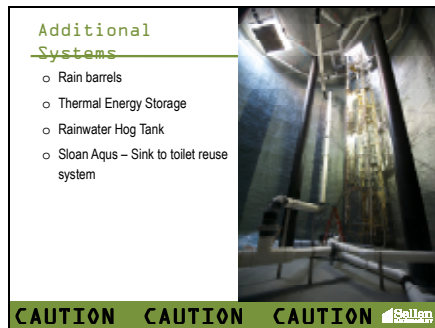 Additional
Systems
o Rain barrels
o Thermal Energy Storage
o Rainwater Hog Tank
o Sloan Aqus – Sink to toilet reuse
system
CAUTION CAUTION CAUTION